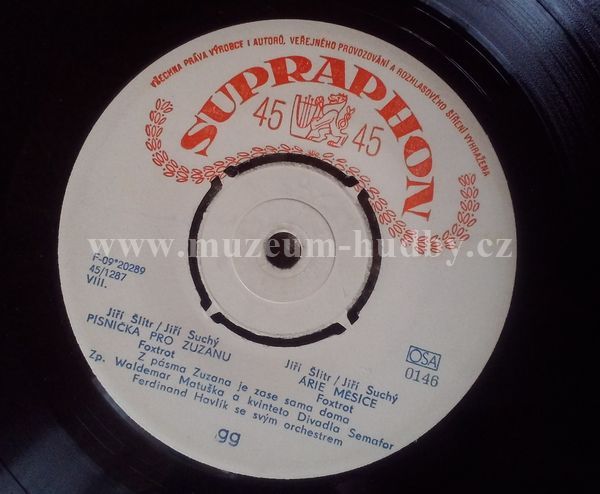 VŠECHNA PRÁVA VÝROBCE I AUTORŮ, VEŘEJNÉHO PROVOZOVÁNÍ A ROZHLASOVÉHO ŠÍŘENÍ VYHRAŽENA
SUPRAPHON
45 45
www.muzeum-hudby.cz
F-09*20289
45/1287
VIII.
Jiří Šlitr/Jiří Suchý
PÍSNIČKA PRO ZUZANU
Foxtrot
Jiří Šlitr/Jiří Suchý
ARIE MĚSÍCE
Foxtrot
OSA
0146
Z pásma Zuzana je zase sama doma
Zp. Waldemar Matuška a kvinteto Divadla Semafor
Ferdinand Havlík se svým orchestrem
gg